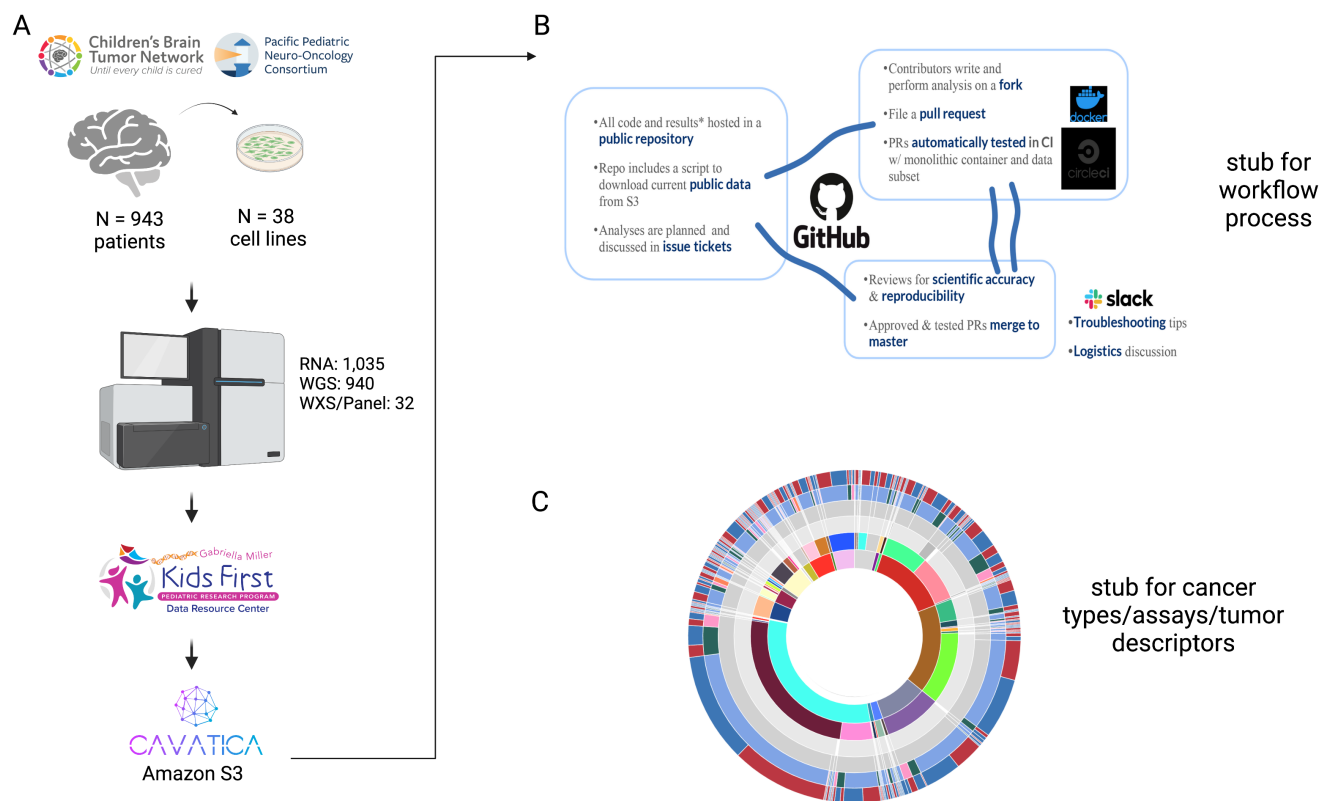 A
Children's Brain
Tumor Network
Until every child is cured
Pacific Pediatric
Neuro-Oncology
Consortium
N = 943
patients
N = 38
cell lines
RNA: 1,035
WGS: 940
WXS/Panel: 32
Gabriella Miller
Kids First
PEDIATRIC RESEARCH PROGRAM
Data Resource Center
CAVATICA
Amazon S3
B
•All code and results* hosted in a
public repository
•Repo includes a script to
download current public data
from S3
•Analyses are planned and
discussed in issue tickets
GitHub
•Contributors write and
perform analysis on a fork
•File a pull request
•PRs automatically tested in CI
w/ monolithic container and data
subset
docker
circleci
•Reviews for scientific accuracy
& reproducibility
•Approved & tested PRs merge to
master
slack
•Troubleshooting tips
•Logistics discussion
stub for
workflow
process
C
stub for cancer
types/assays/tumor
descriptors